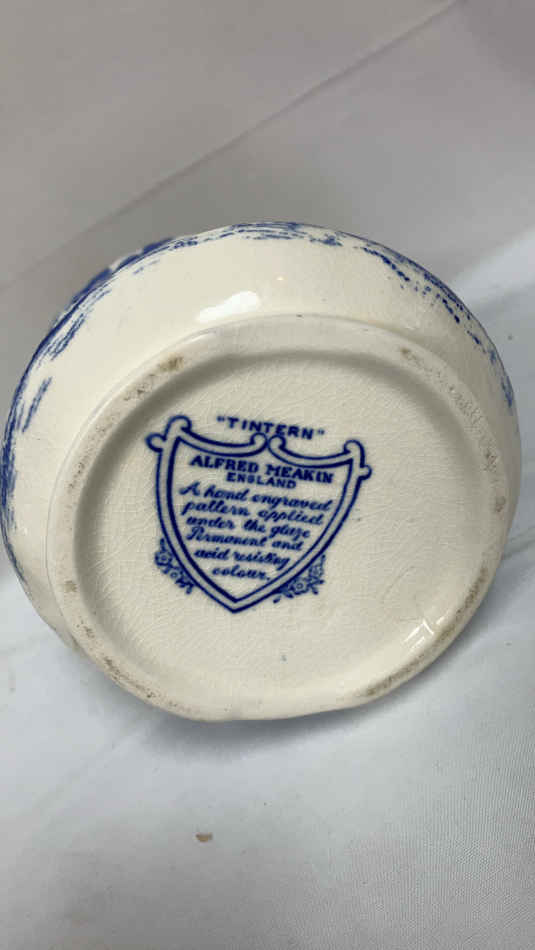 "TINTERN"
ALFRED MEAKIN
ENGLAND
A hand engraved
pattern applied
under the glaze
Permanent and
acid resisting
colour.